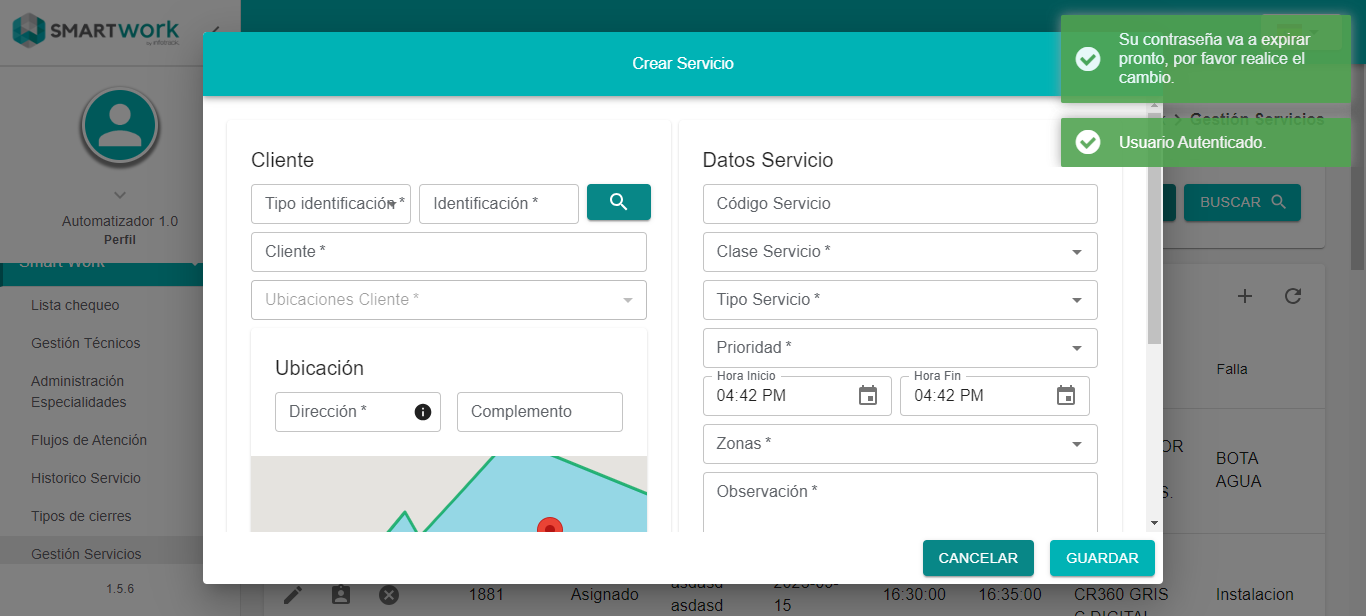 SMARTWORK
by infotrack
Automatizador 1.0
Perfil
Smart Work
Lista chequeo
Gestión Técnicos
Administración
Especialidades
Flujos de Atención
Historico Servicio
Tipos de cierres
Gestión Servicios
1.5.6
Crear Servicio
Su contraseña va a expirar
pronto, por favor realice el
cambio.
Gestión Servicios
Usuario Autenticado.
BUSCAR
Cliente
Tipo identificación *
Identificación *
Cliente *
Ubicaciones Cliente *
Ubicación
Dirección *
Complemento
Datos Servicio
Código Servicio
Clase Servicio *
Tipo Servicio *
Prioridad *
Hora Inicio
04:42 PM
Hora Fin
04:42 PM
Zonas *
Observación *
CANCELAR
GUARDAR
Falla
OR
BOTA
AGUA
S.
1881
Asignado
asdasd
asdasd
15
16:30:00
16:35:00
CR360 GRIS
C DIGITAL
Instalacion